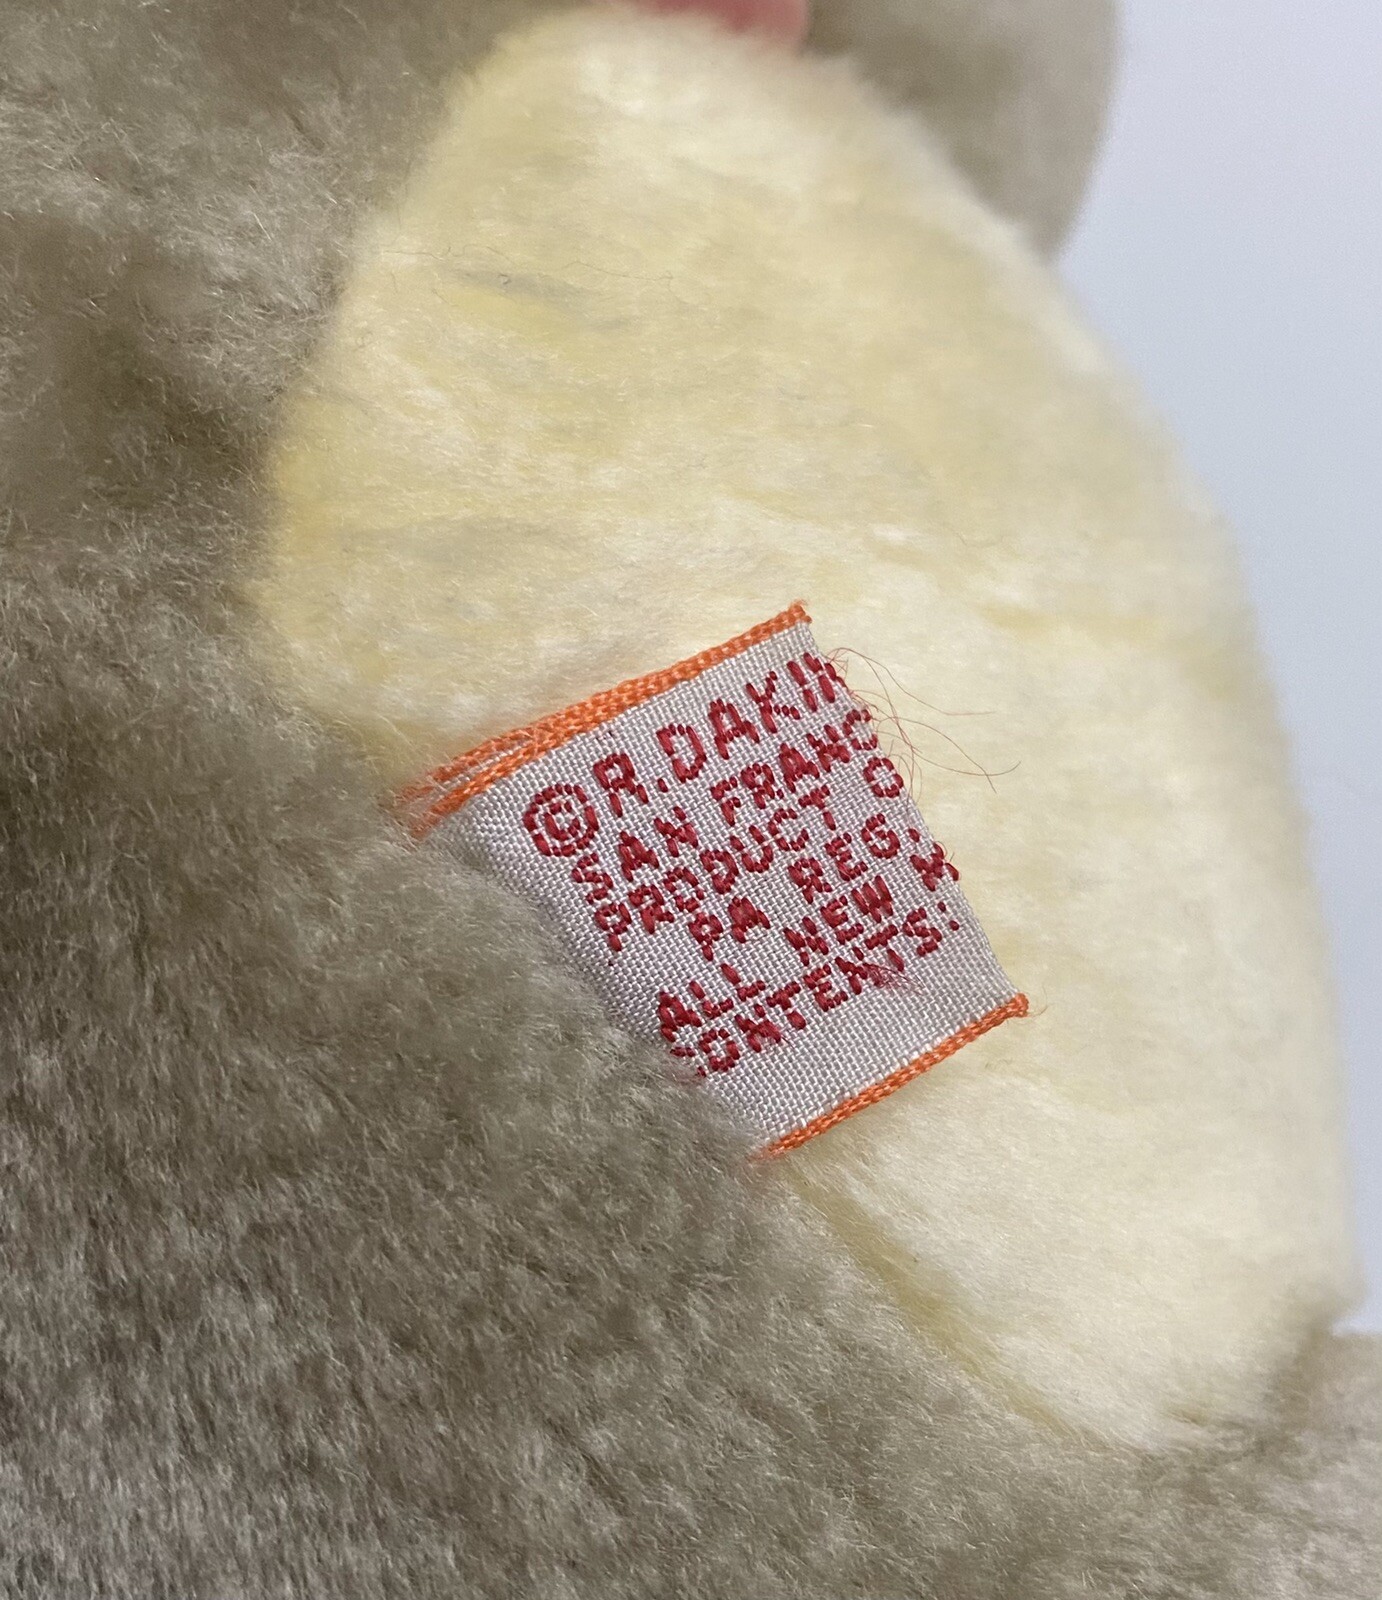 ©R.DAKIN
SAN FRANC
PRODUCT O
PA REG.
ALL NEW
CONTENTS: